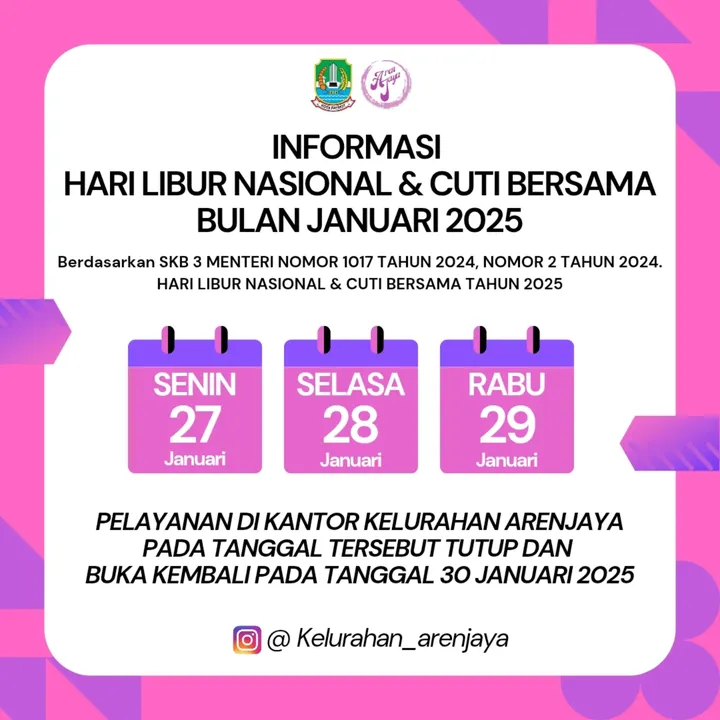 Aren
Jaya
INFORMASI
HARI LIBUR NASIONAL & CUTI BERSAMA
BULAN JANUARI 2025
Berdasarkan SKB 3 MENTERI NOMOR 1017 TAHUN 2024, NOMOR 2 TAHUN 2024.
HARI LIBUR NASIONAL & CUTI BERSAMA TAHUN 2025
SENIN
27
Januari
SELASA
28
Januari
RABU
29
Januari
PELAYANAN DI KANTOR KELURAHAN ARENJAYA
PADA TANGGAL TERSEBUT TUTUP DAN
BUKA KEMBALI PADA TANGGAL 30 JANUARI 2025
@ Kelurahan_arenjaya